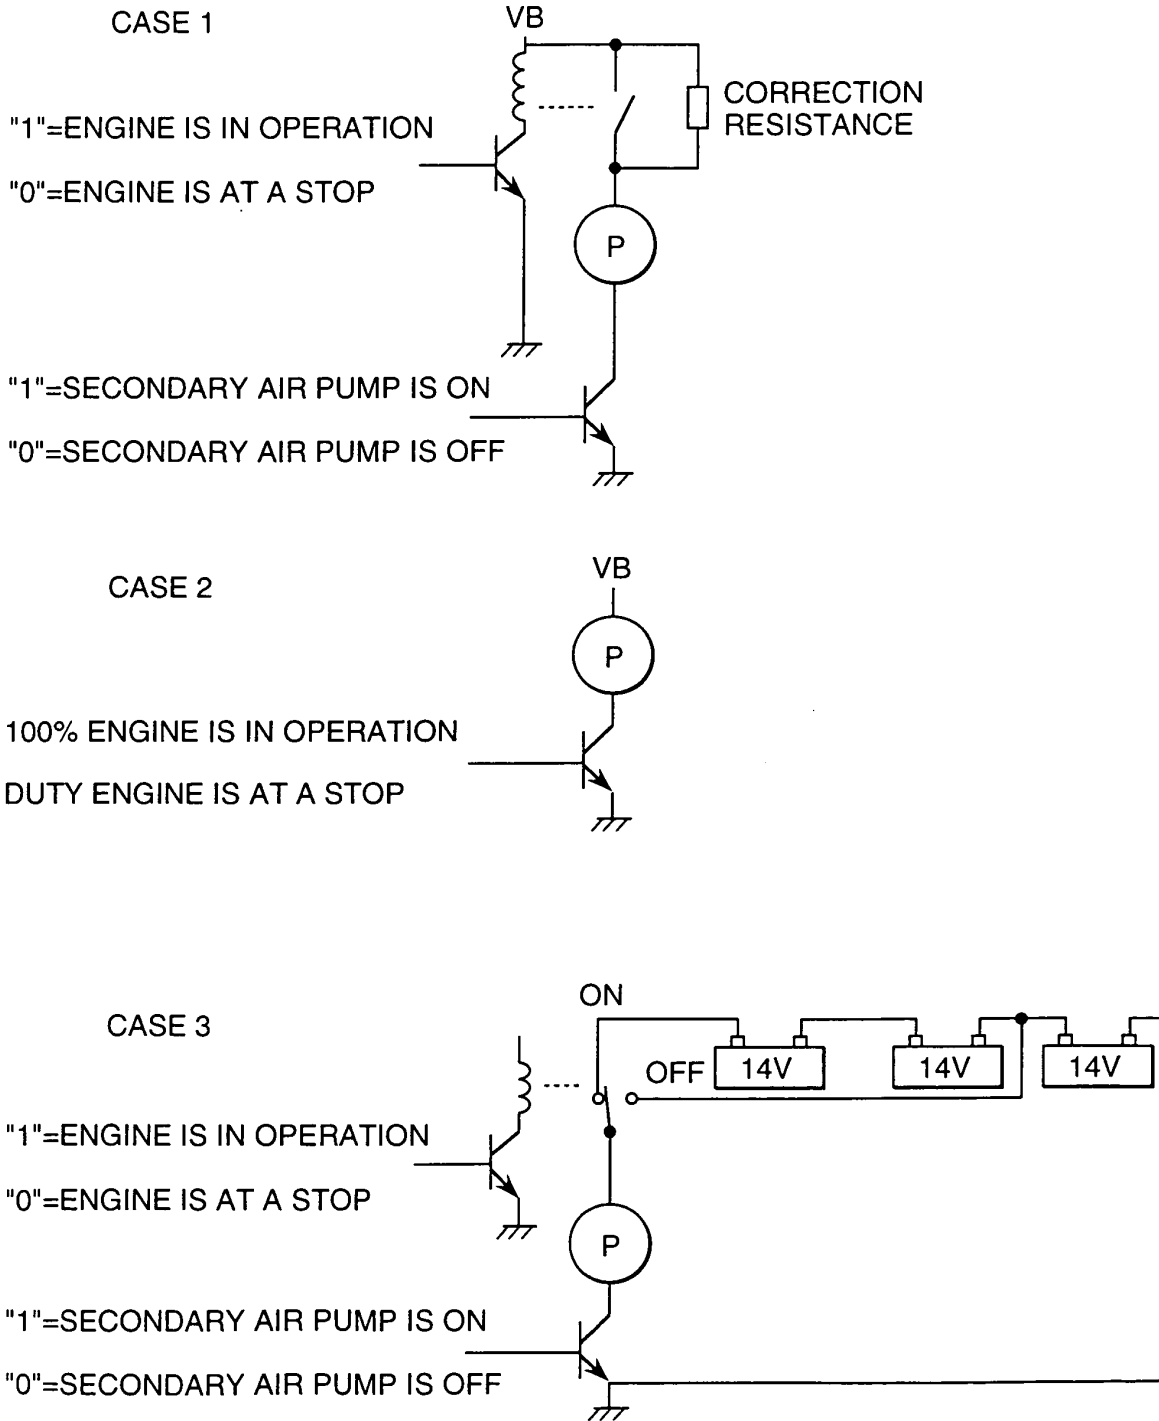 CASE 1
VB
CORRECTION
RESISTANCE
"1"=ENGINE IS IN OPERATION
"0"=ENGINE IS AT A STOP
P
"1"=SECONDARY AIR PUMP IS ON
"0"=SECONDARY AIR PUMP IS OFF
CASE 2
VB
P
100% ENGINE IS IN OPERATION
DUTY ENGINE IS AT A STOP
CASE 3
ON
OFF
14V
14V
14V
"1"=ENGINE IS IN OPERATION
"0"=ENGINE IS AT A STOP
P
"1"=SECONDARY AIR PUMP IS ON
"0"=SECONDARY AIR PUMP IS OFF